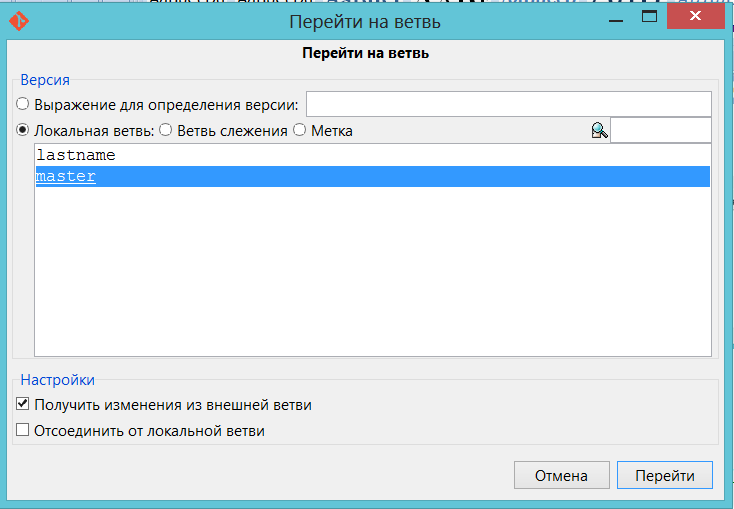 Перейти на ветвь
Перейти на ветвь
Версия
Выражение для определения версии:
Локальная ветвь: Ветвь слежения Метка
lastname
master
Настройки
Получить изменения из внешней ветви
Отсоединить от локальной ветви
Отмена Перейти